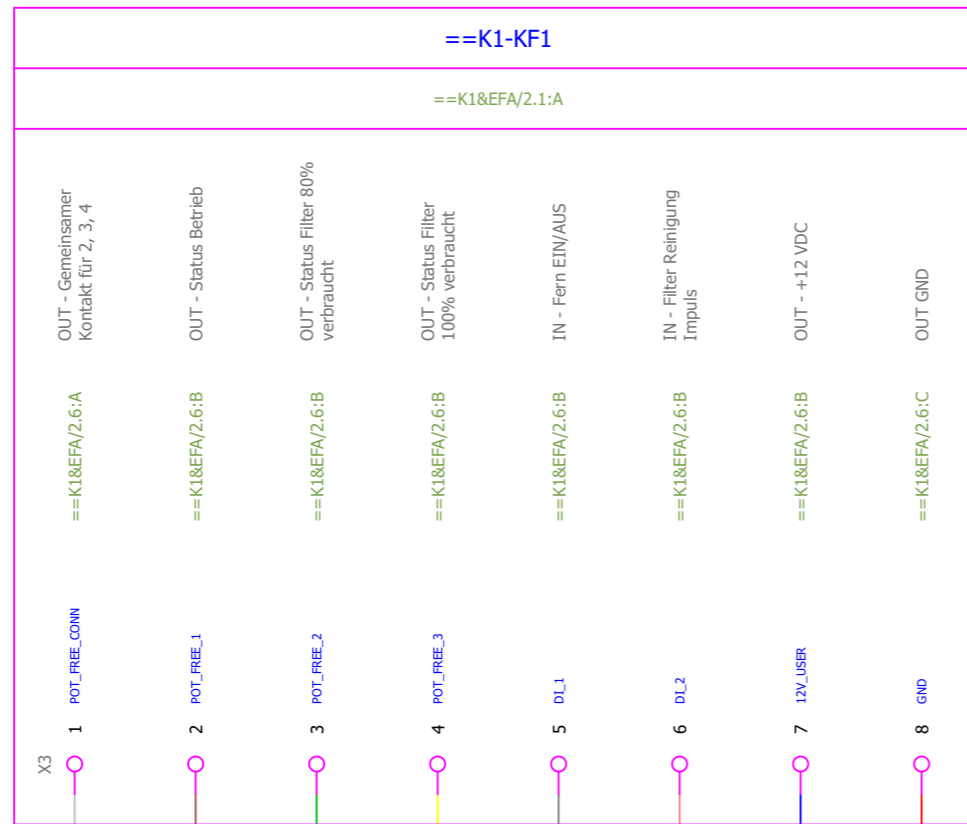 ==K1-KF1
==K1&EFA/2.1:A
OUT - Gemeinsamer
Kontakt für 2, 3, 4
OUT - Status Betrieb
OUT - Status Filter 80%
verbraucht
OUT - Status Filter
100% verbraucht
IN - Fern EIN/AUS
IN - Filter Reinigung
Impuls
OUT - +12 VDC
OUT GND
==K1&EFA/2.6:A
==K1&EFA/2.6:B
==K1&EFA/2.6:B
==K1&EFA/2.6:B
==K1&EFA/2.6:B
==K1&EFA/2.6:B
==K1&EFA/2.6:B
==K1&EFA/2.6:C
POT_FREE_CONN
POT_FREE_1
POT_FREE_2
POT_FREE_3
DI_1
DI_2
12V_USER
GND
1
2
3
4
5
6
7
8
X3